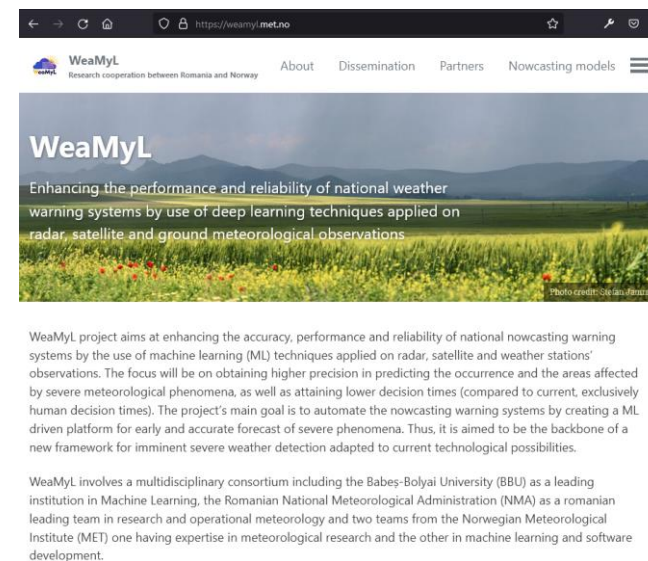 https://weamyl.met.no
WeaMyL
Research cooperation between Romania and Norway
About Dissemination Partners Nowcasting models
WeaMyL
Enhancing the performance and reliability of national weather
warning systems by use of deep learning techniques applied on
radar, satellite and ground meteorological observations
Photo credit: Stefan
WeaMyL project aims at enhancing the accuracy, performance and reliability of national nowcasting warning
systems by the use of machine learning (ML) techniques applied on radar, satellite and weather stations'
observations. The focus will be on obtaining higher precision in predicting the occurrence and the areas affected
by severe meteorological phenomena, as well as attaining lower decision times (compared to current, exclusively
human decision times). The project's main goal is to automate the nowcasting warning systems by creating a ML
driven platform for early and accurate forecast of severe phenomena. Thus, it is aimed to be the backbone of a
new framework for imminent severe weather detection adapted to current technological possibilities.
WeaMyL involves a multidisciplinary consortium including the Babeș-Bolyai University (BBU) as a leading
institution in Machine Learning, the Romanian National Meteorological Administration (NMA) as a romanian
leading team in research and operational meteorology and two teams from the Norwegian Meteorological
Institute (MET) one having expertise in meteorological research and the other in machine learning and software
development.